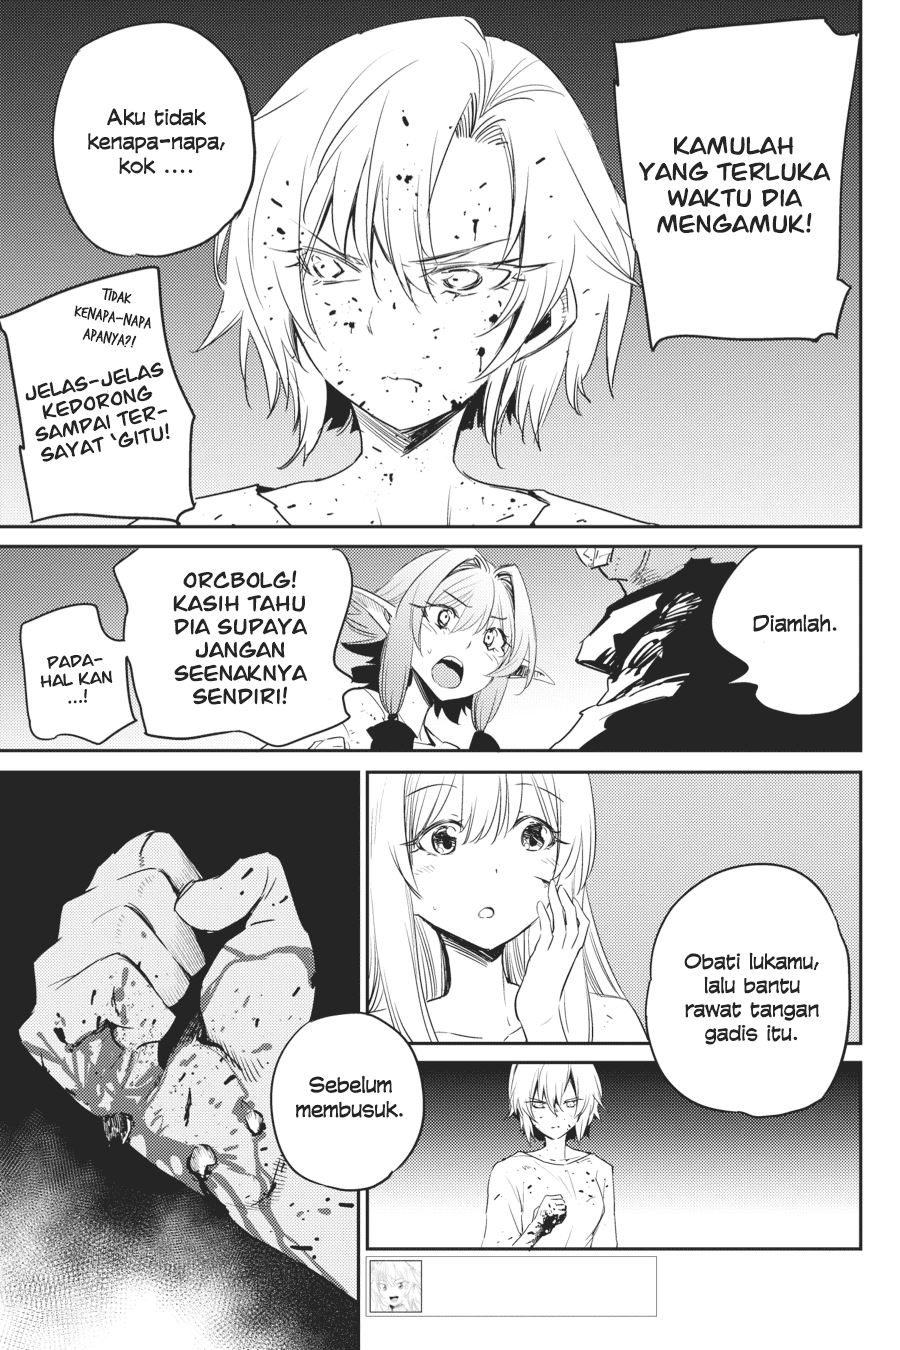 KAMULAH
YANG TERLUKA
WAKTU DIA
MENGAMUK!
Aku tidak
kenapa-napa,
kok ....
TIDAK
KENAPA-NAPA
APANYA?!
JELAS-JELAS
KEDORONG
SAMPAI TER-
SAYAT 'GITU!
Diamlah.
ORCBOLG!
KASIH TAHU
DIA SUPAYA
JANGAN
SEENAKNYA
SENDIRI!
PADA-
HAL KAN
...!
Obati lukamu,
lalu bantu
rawat tangan
gadis itu.
Sebelum
membusuk.